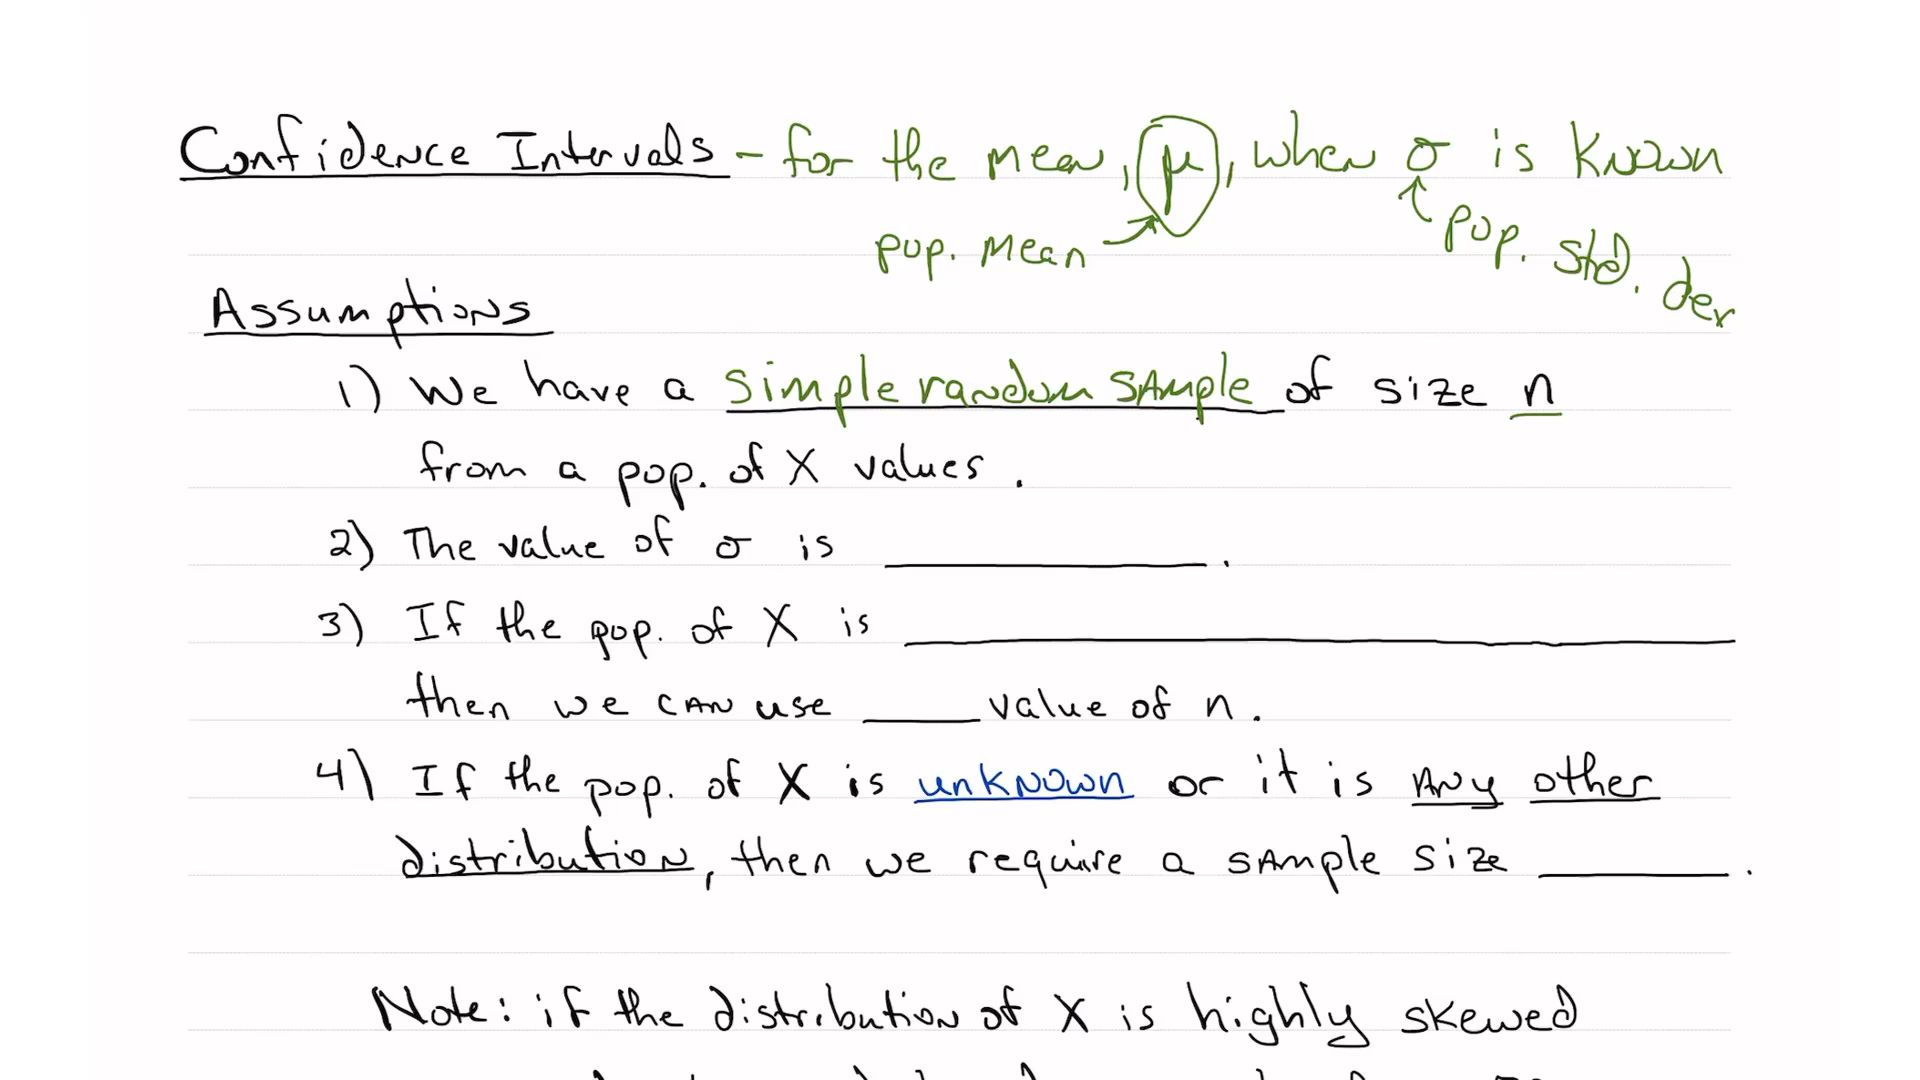 Confidence Intervals - for the mean, μ, when σ is known
pop. mean
pop. std. dev
Assumptions
1) We have a simple random sample of size n
from a pop. of X values.
2) The value of σ is ________.
3) If the pop. of X is ________
then we can use ____ value of n.
4) If the pop. of X is unknown or it is any other
distribution, then we require a sample size ____.
Note: if the distribution of X is highly skewed